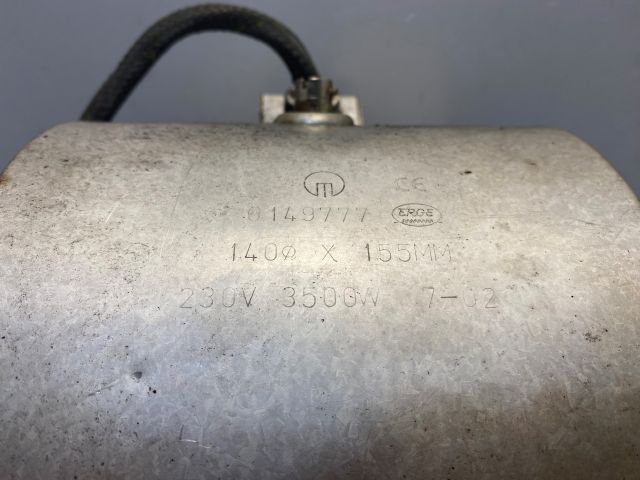 m CE
0149777 ERGE
140ø X 155MM
230V 3500W 7-02